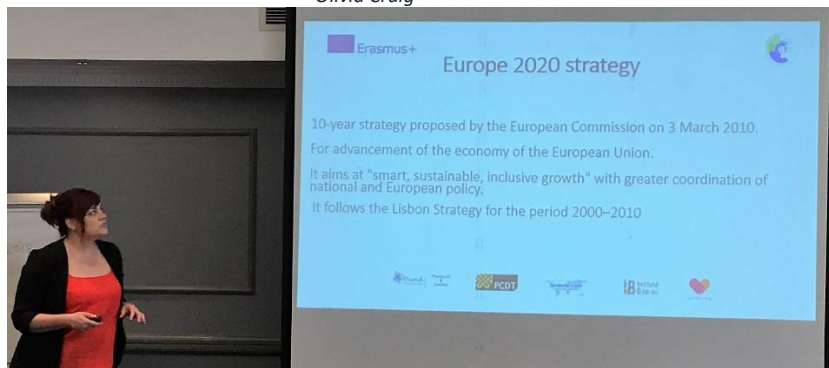 Olivia Craig
Erasmus+
Europe 2020 strategy
10-year strategy proposed by the European Commission on 3 March 2010.
For advancement of the economy of the European Union.
It aims at "smart, sustainable, inclusive growth" with greater coordination of
national and European policy.
It follows the Lisbon Strategy for the period 2000–2010
PCDT